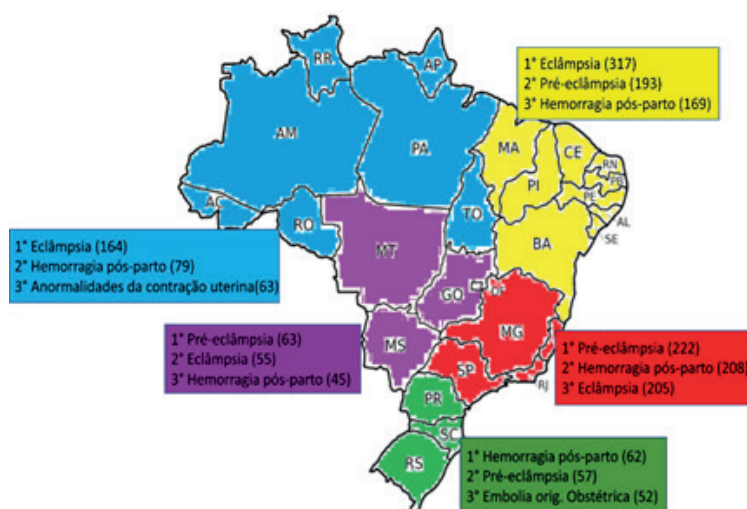 1° Eclâmpsia (317)
2° Pré-eclâmpsia (193)
3° Hemorragia pós-parto (169)
RR
AP
AM
PA
MA
CE
RN
PB
PI
PE
AL
SE
AC
RO
TO
BA
MT
1° Eclâmpsia (164)
2° Hemorragia pós-parto (79)
3° Anormalidades da contração uterina(63)
GO
DF
MS
MG
1° Pré-eclâmpsia (63)
2° Eclâmpsia (55)
3° Hemorragia pós-parto (45)
1° Pré-eclâmpsia (222)
2° Hemorragia pós-parto (208)
3° Eclâmpsia (205)
SP
RJ
PR
SC
RS
1° Hemorragia pós-parto (62)
2° Pré-eclâmpsia (57)
3° Embolia orig. Obstétrica (52)